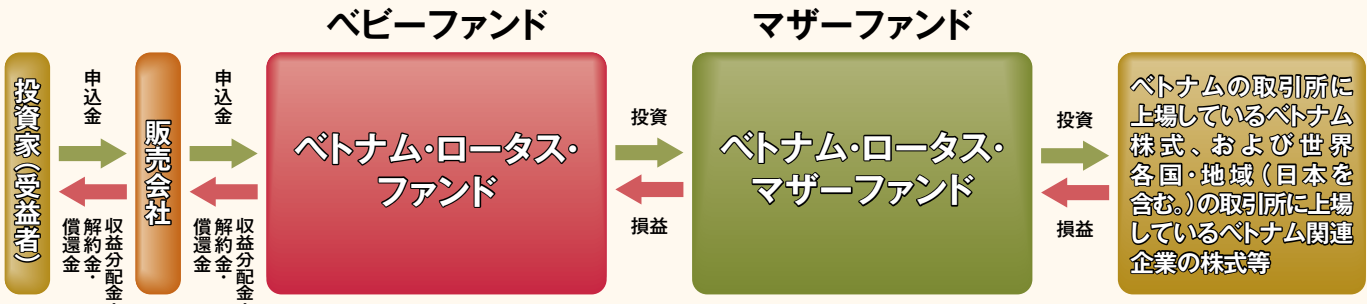 ベビーファンド
マザーファンド
投資家（受益者）
申込金
収益分配金・
解約金・
償還金
販売会社
申込金
収益分配金・
解約金・
償還金
ベトナム・ロータス・
ファンド
投資
損益
ベトナム・ロータス・
マザーファンド
投資
損益
ベトナムの取引所に
上場しているベトナム
株式、および世界
各国・地域（日本を
含む。）の取引所に上場
しているベトナム関連
企業の株式等